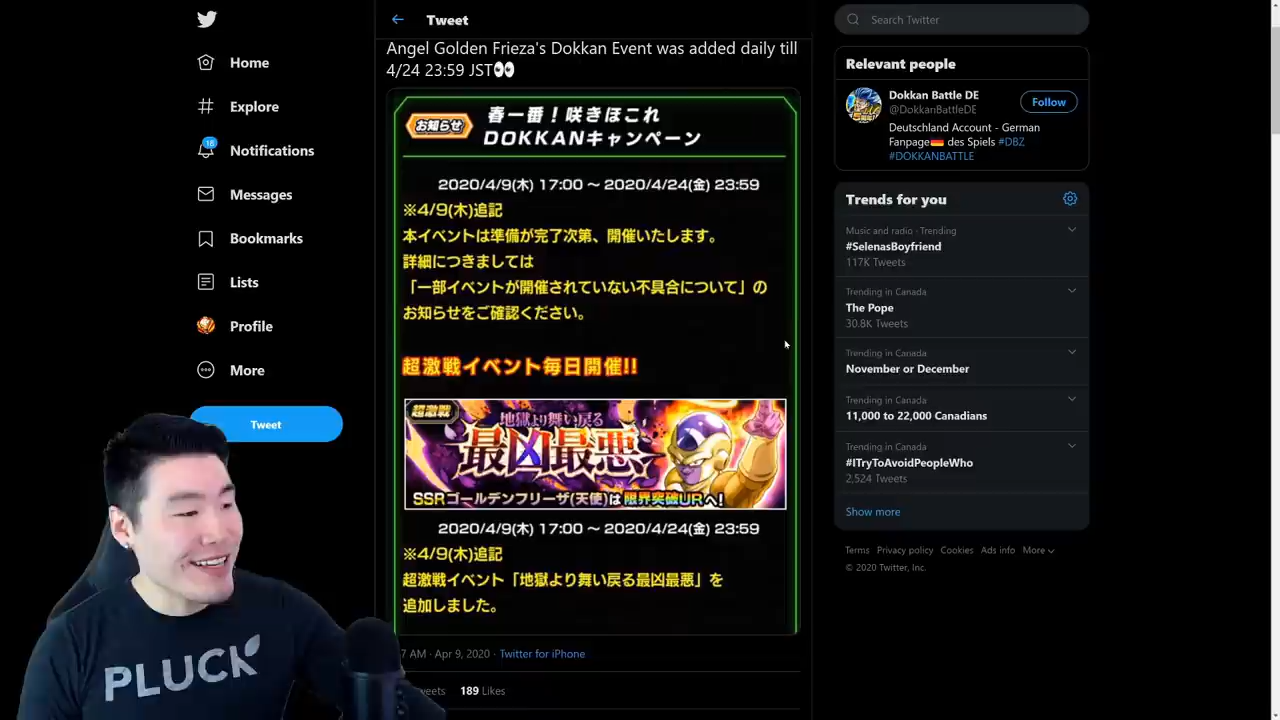 Tweet
Search Twitter
Home
Explore
18
Notifications
Messages
Bookmarks
Lists
Profile
More
Tweet
Angel Golden Frieza's Dokkan Event was added daily till
4/24 23:59 JST👀
お知らせ
春一番！咲きほこれ
DOKKANキャンペーン
2020/4/9(木) 17:00 ～ 2020/4/24(金) 23:59
※4/9(木)追記
本イベントは準備が完了次第、開催いたします。
詳細につきましては
「一部イベントが開催されていない不具合について」の
お知らせをご確認ください。
超激戦イベント毎日開催!!
超激戦
地獄より舞い戻る
最凶最悪
SSRゴールデンフリーザ(天使)は限界突破URへ!
2020/4/9(木) 17:00 ～ 2020/4/24(金) 23:59
※4/9(木)追記
超激戦イベント「地獄より舞い戻る最凶最悪」を
追加しました。
7 AM · Apr 9, 2020 · Twitter for iPhone
189 Likes
Relevant people
Dokkan Battle DE
@DokkanBattleDE
Follow
Deutschland Account - German
Fanpage🇩🇪 des Spiels #DBZ
#DOKKANBATTLE
Trends for you
Music and radio · Trending
#SelenasBoyfriend
117K Tweets
Trending in Canada
The Pope
30.8K Tweets
Trending in Canada
November or December
Trending in Canada
11,000 to 22,000 Canadians
Trending in Canada
#ITryToAvoidPeopleWho
2,524 Tweets
Show more
Terms Privacy policy Cookies Ads info More
© 2020 Twitter, Inc.
PLUCK